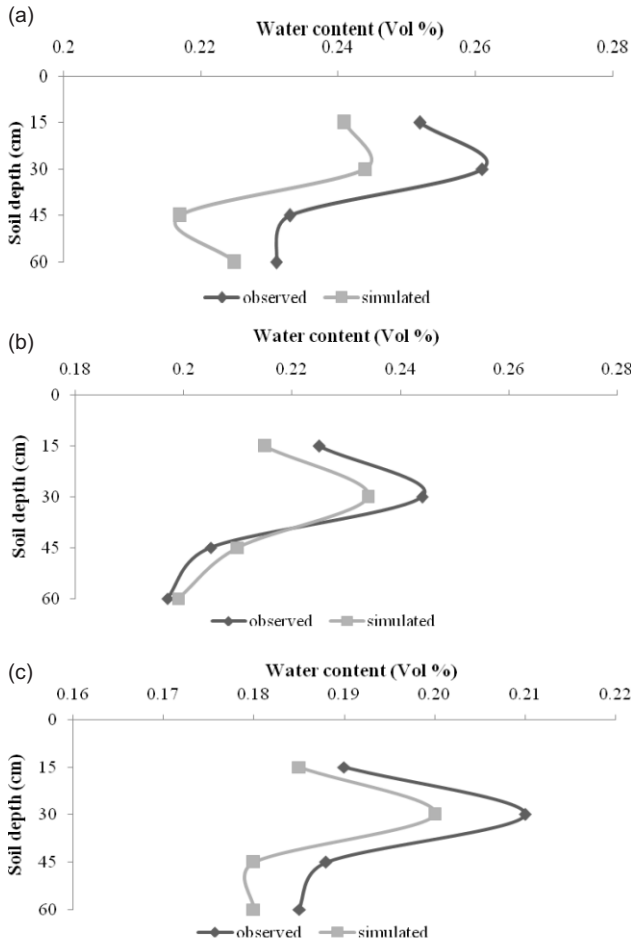 (a)
Water content (Vol %)
0.2 0.22 0.24 0.26 0.28
0
15
30
45
60
Soil depth (cm)
observed simulated
(b)
Water content (Vol %)
0.18 0.2 0.22 0.24 0.26 0.28
0
15
30
45
60
Soil depth (cm)
observed simulated
(c)
Water content (Vol %)
0.16 0.17 0.18 0.19 0.20 0.21 0.22
0
15
30
45
60
Soil depth (cm)
observed simulated